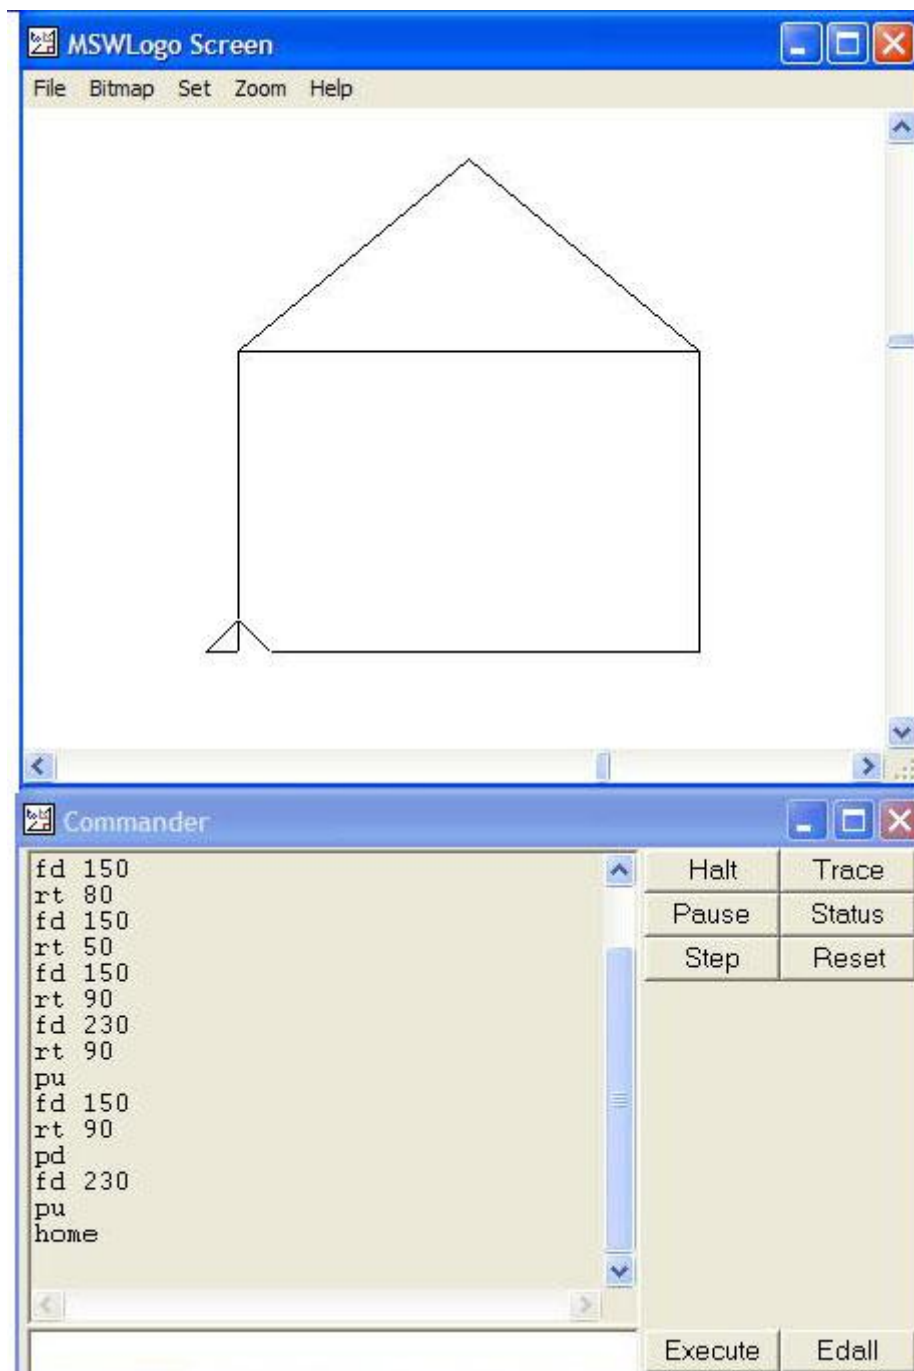 MSWLogo Screen
File Bitmap Set Zoom Help
Commander
fd 150
rt 80
fd 150
rt 50
fd 150
rt 90
fd 230
rt 90
pu
fd 150
rt 90
pd
fd 230
pu
home
Halt Trace
Pause Status
Step Reset
Execute Edall